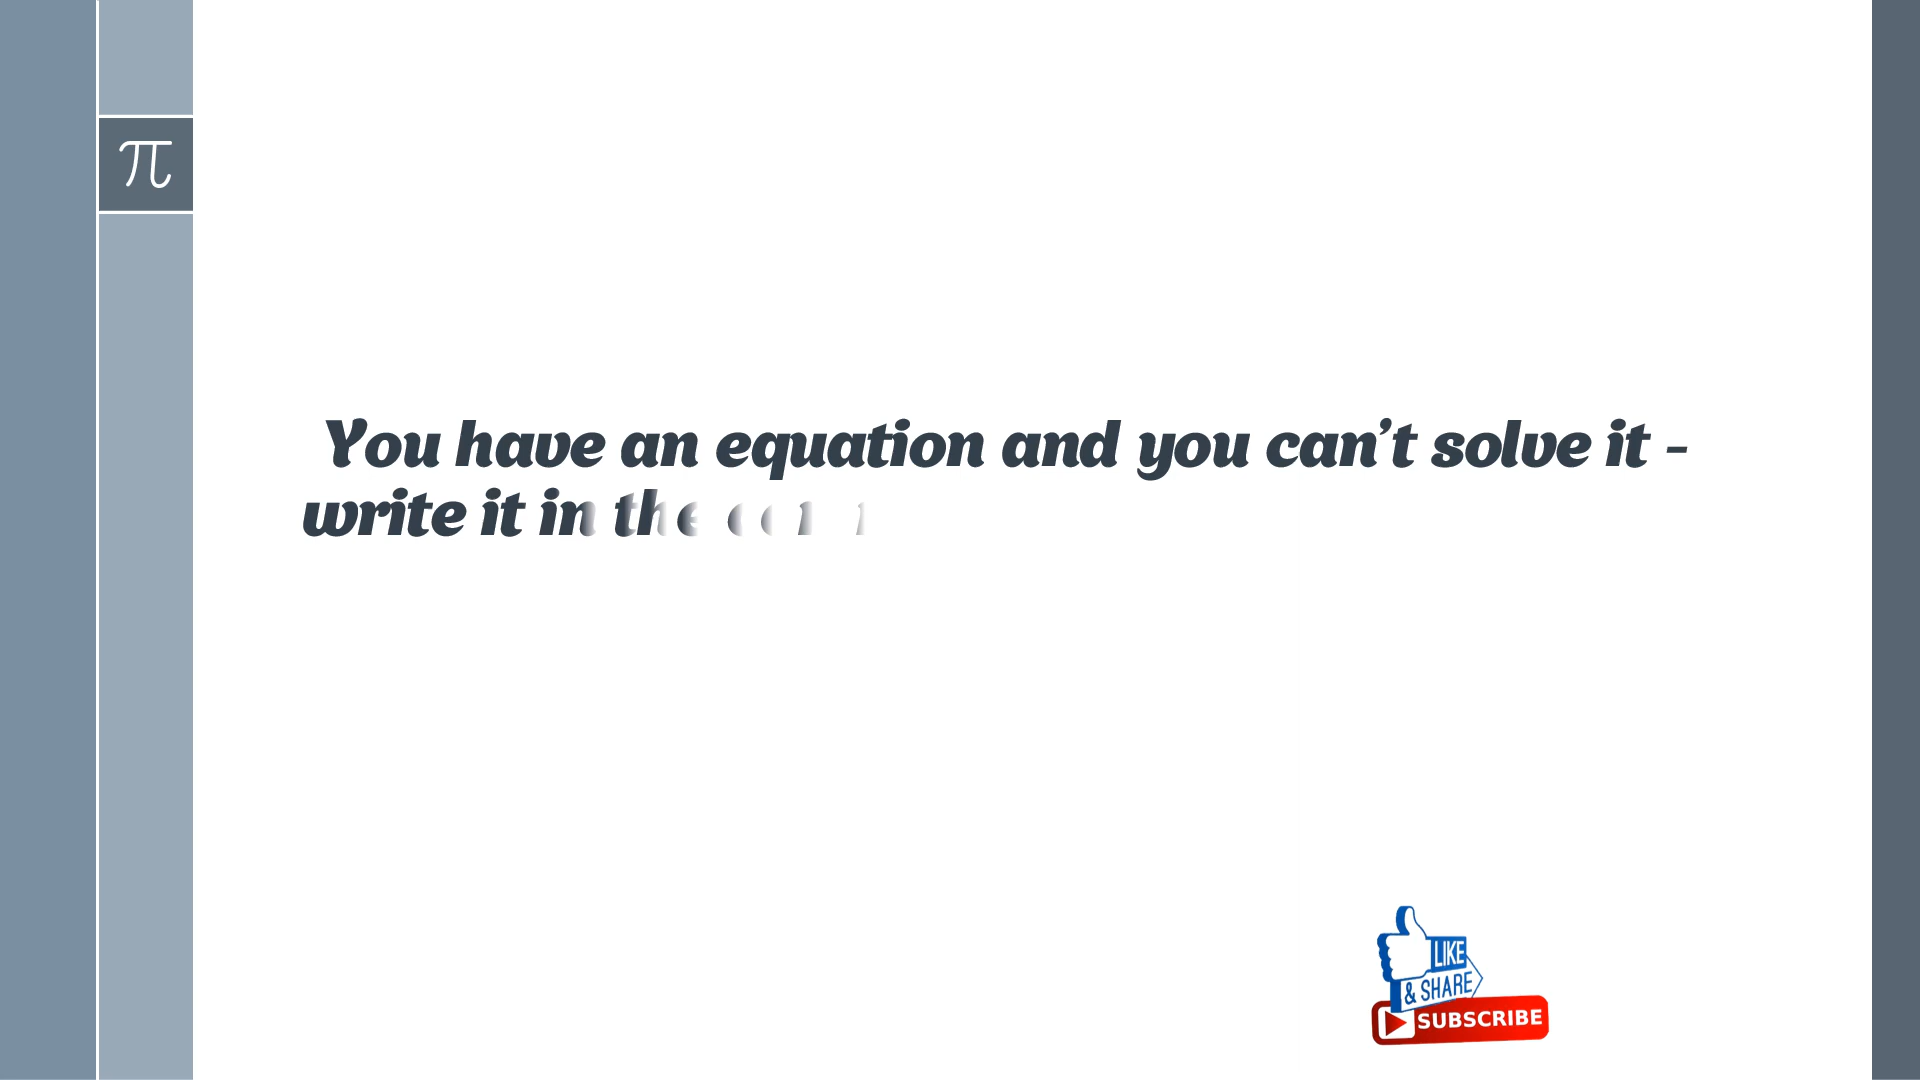 π
You have an equation and you can't solve it -
write it in the
LIKE
& SHARE
SUBSCRIBE